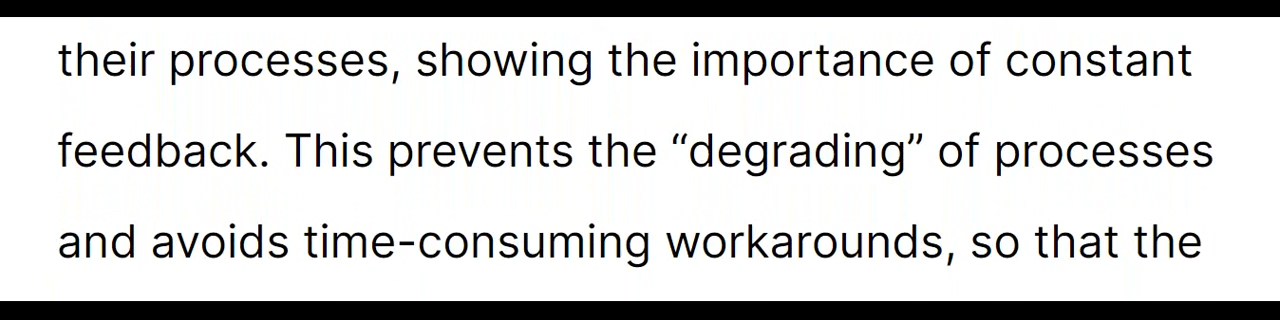 their processes, showing the importance of constant
feedback. This prevents the “degrading” of processes
and avoids time-consuming workarounds, so that the